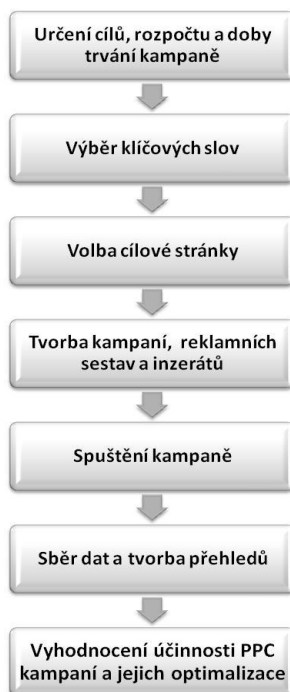 Určení cílů, rozpočtu a doby
trvání kampaně
Výběr klíčových slov
Volba cílové stránky
Tvorba kampaní, reklamních
sestav a inzerátů
Spuštění kampaně
Sběr dat a tvorba přehledů
Vyhodnocení účinnosti PPC
kampaní a jejich optimalizace